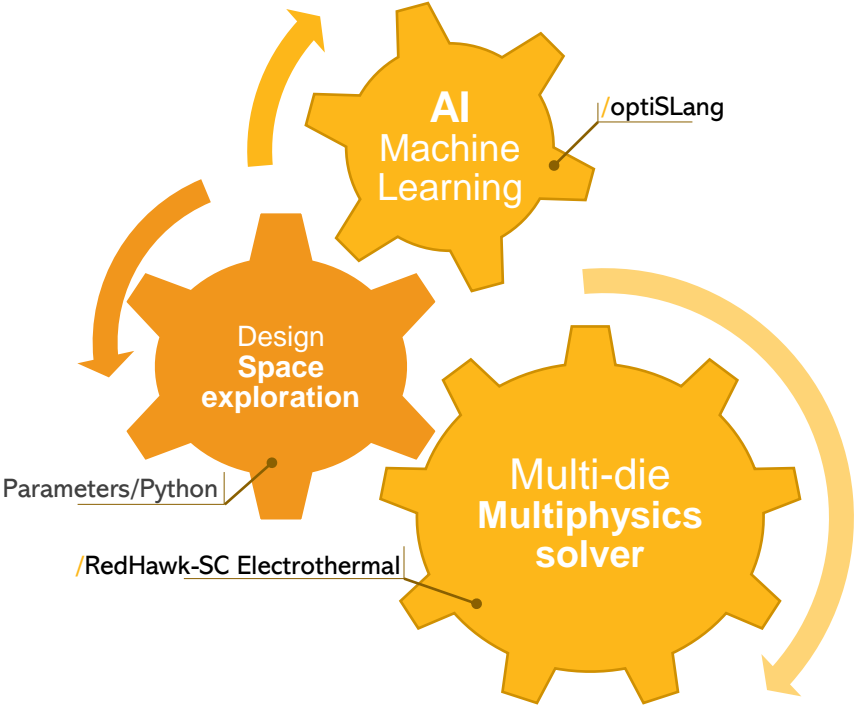 AI
Machine
Learning
/optiSLang
Design
Space
exploration
Parameters/Python
Multi-die
Multiphysics
solver
/RedHawk-SC Electrothermal